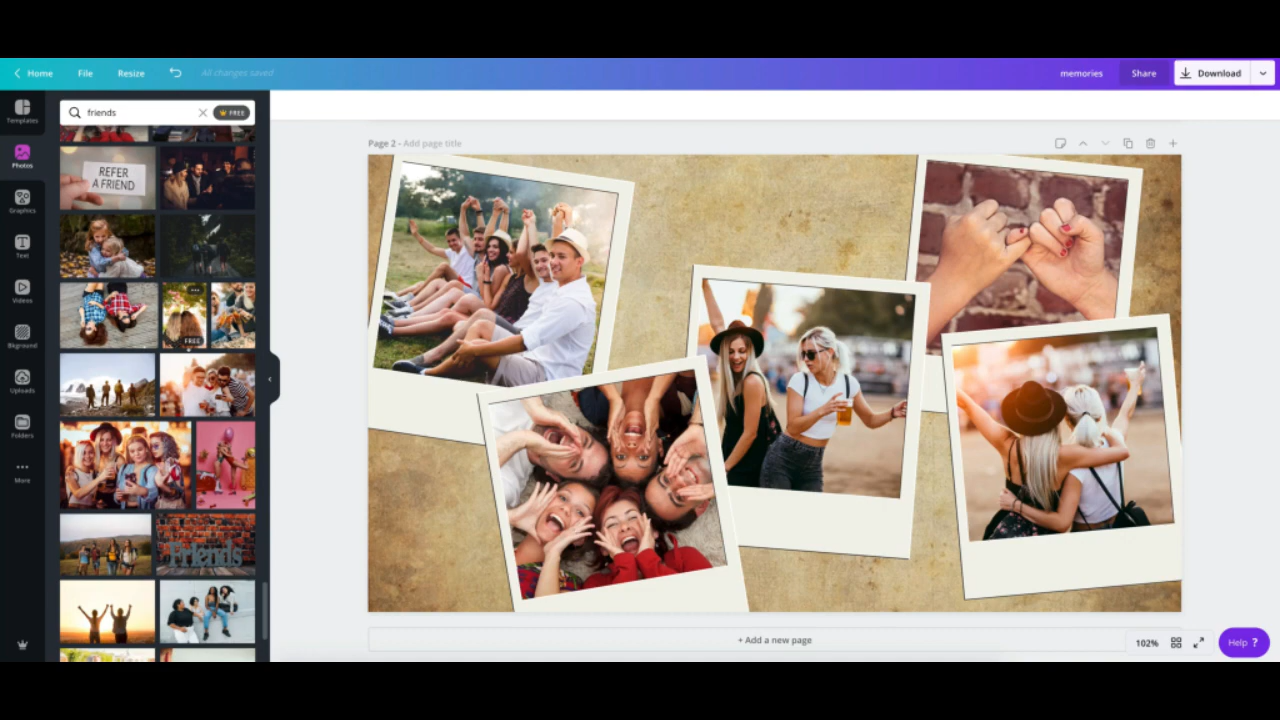 Home
File
Resize
All changes saved
memories
Share
Download
Templates
Photos
Graphics
Text
Videos
Bkground
Uploads
Folders
More
friends
FREE
REFER
A FRIEND
FREE
Friends
Page 2 - Add page title
+ Add a new page
102%
Help ?